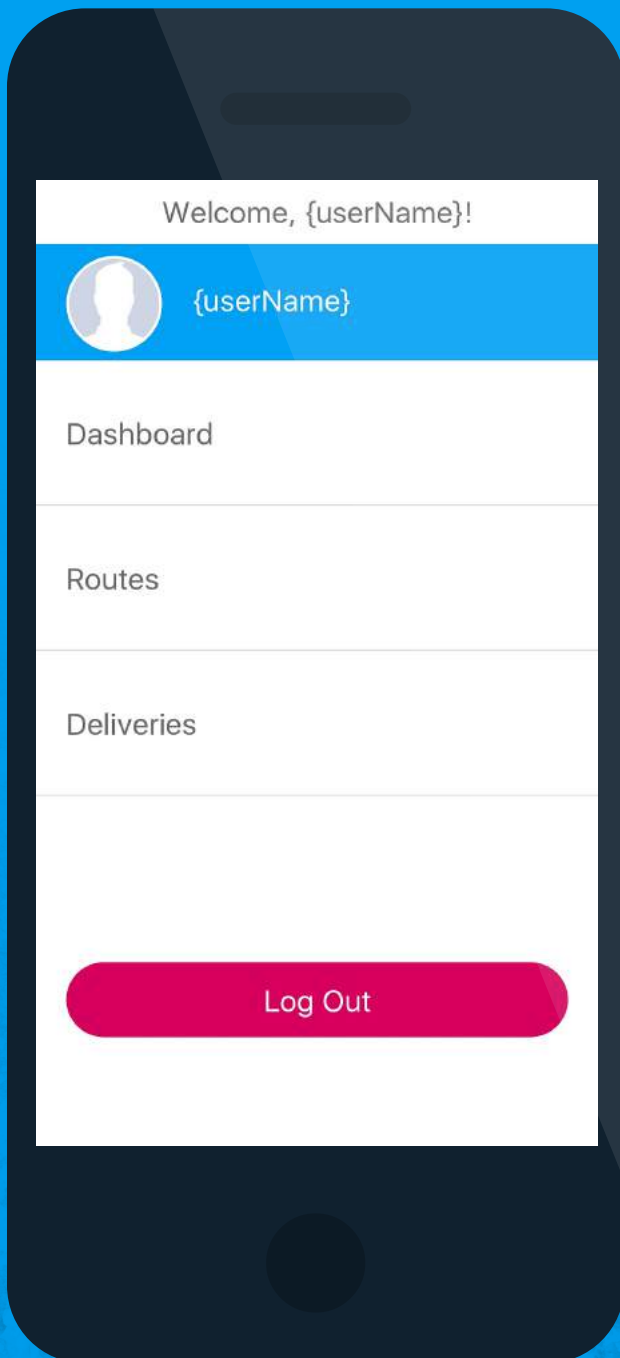 Welcome, {userName}!
{userName}
Dashboard
Routes
Deliveries
Log Out